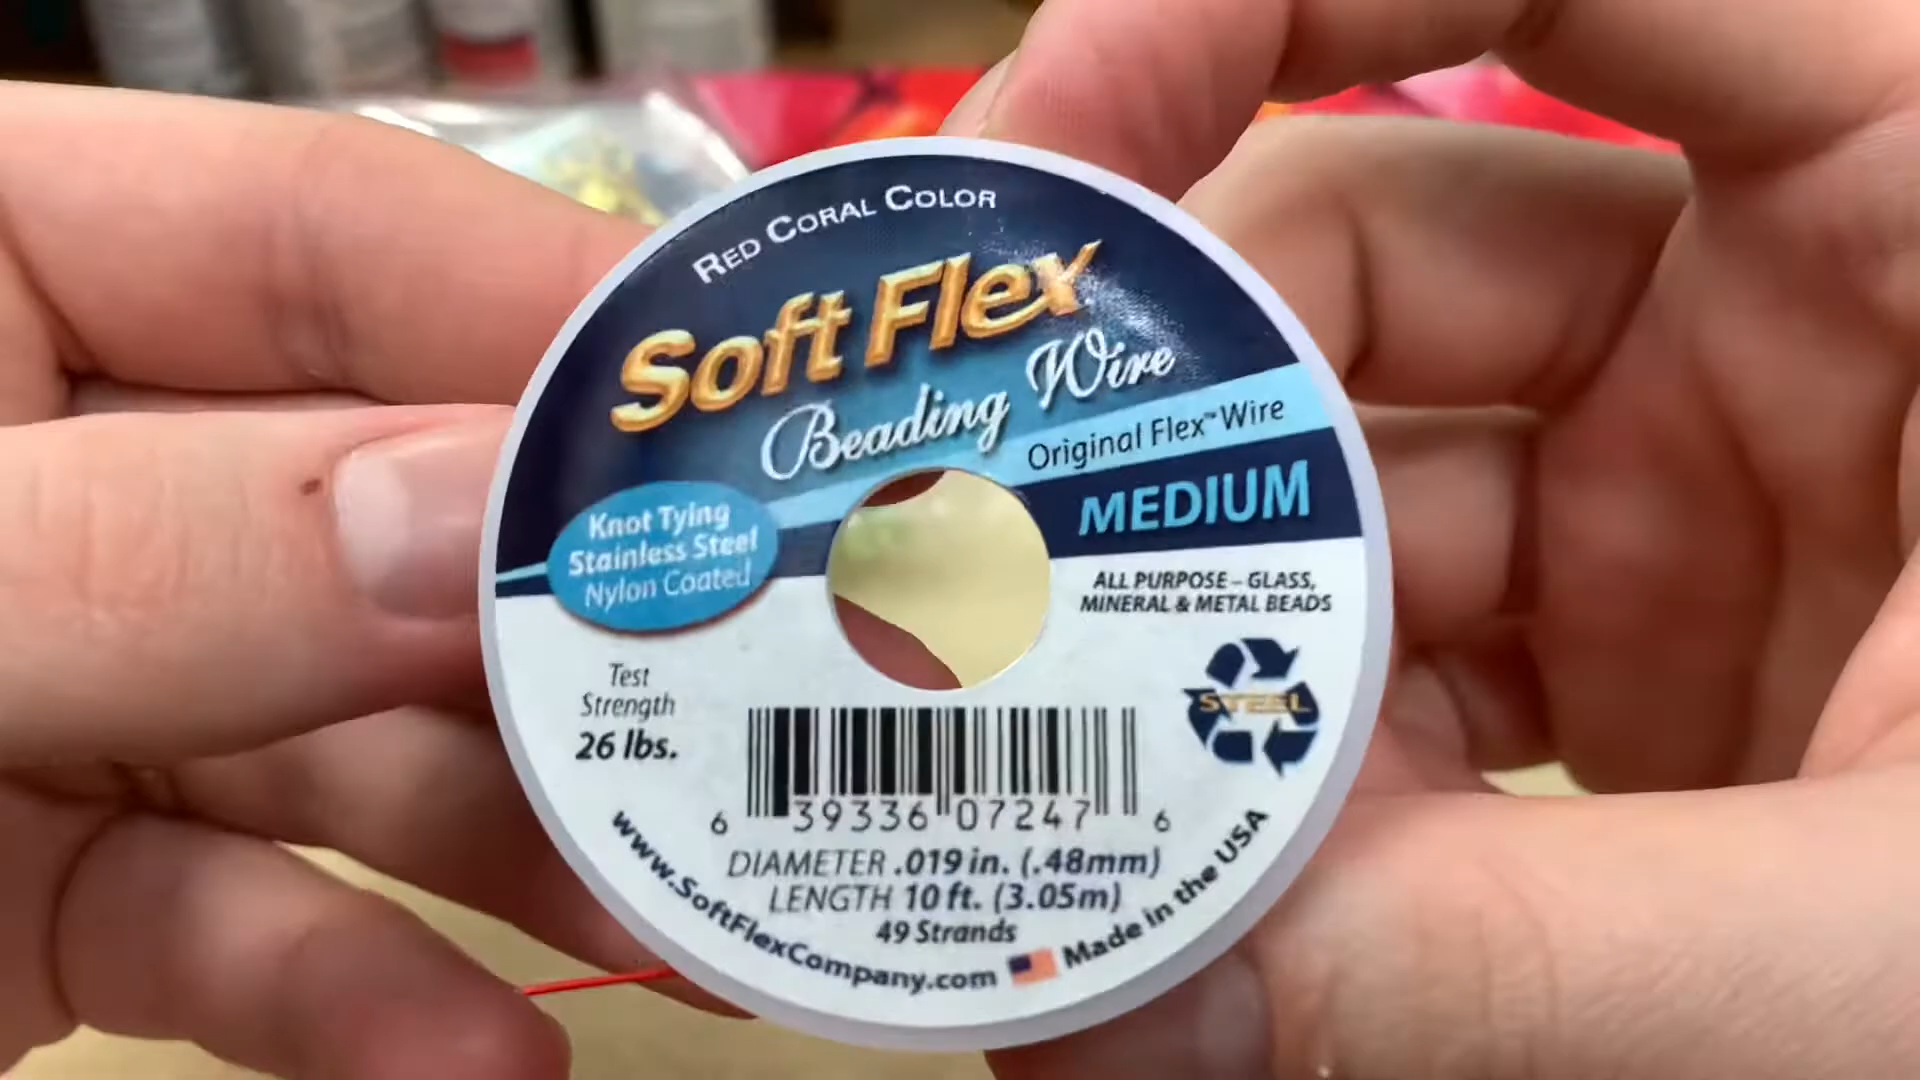 RED CORAL COLOR
Soft Flex
Beading Wire
Original Flex™ Wire
MEDIUM
Knot Tying
Stainless Steel
Nylon Coated
ALL PURPOSE – GLASS,
MINERAL & METAL BEADS
STEEL
Test
Strength
26 lbs.
6 39336 07247 6
DIAMETER .019 in. (.48mm)
LENGTH 10 ft. (3.05m)
49 Strands
www.SoftFlexCompany.com
Made in the USA